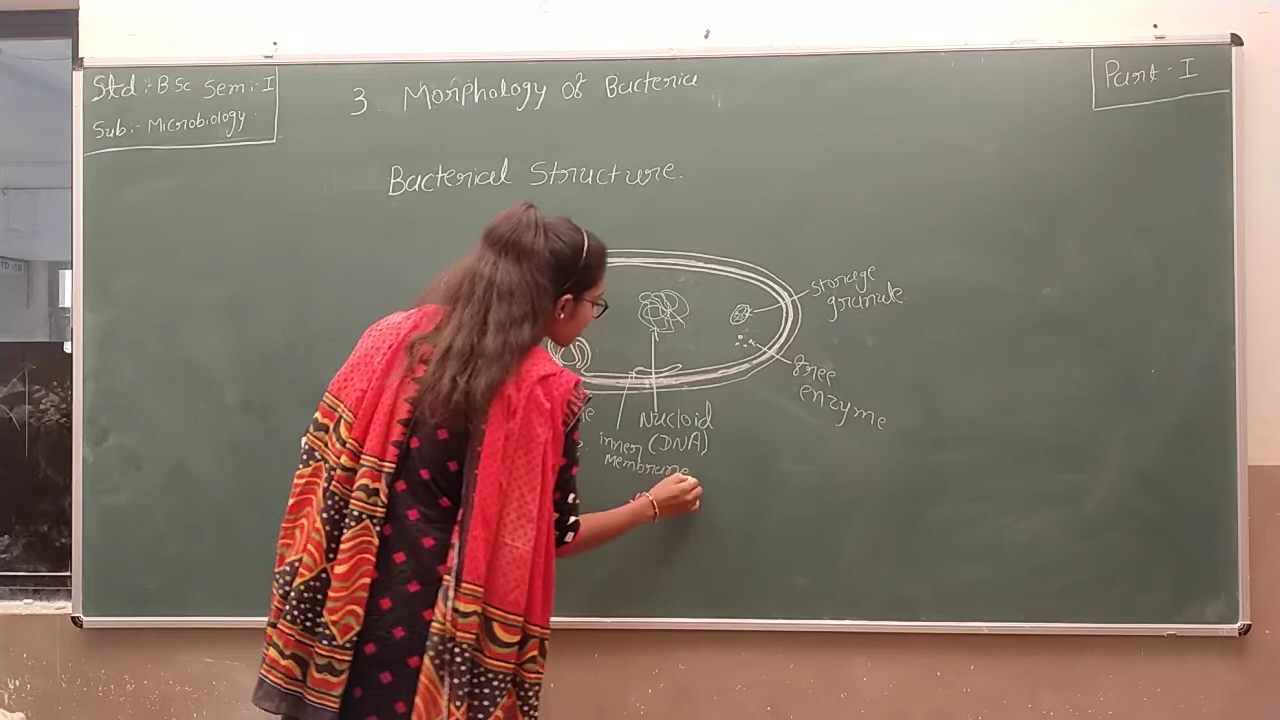 Std :- B.Sc Sem :- I
Sub :- Microbiology.
3. Morphology of Bacteria
Part - I
Bacterial Structure.
storage
granule.
free
enzyme.
Nucloid
(DNA)
inner
membrane